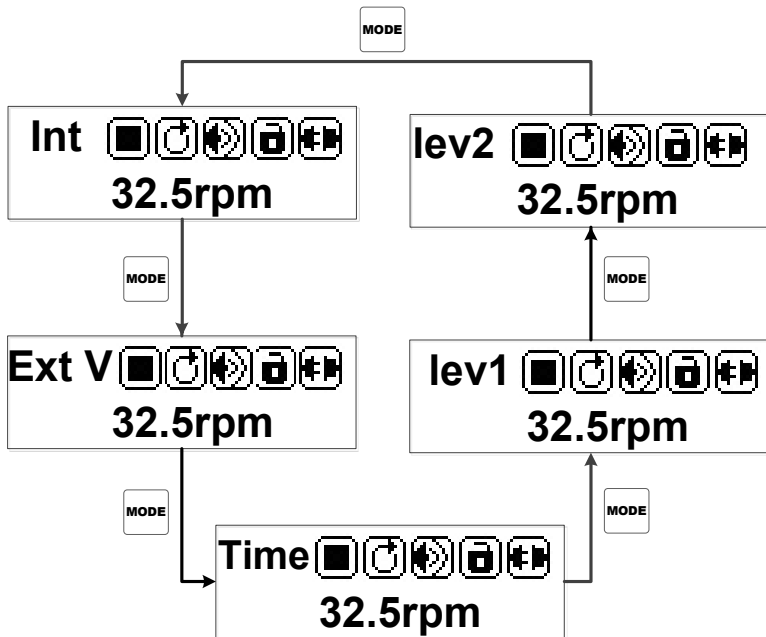 MODE
Int
32.5rpm
lev2
32.5rpm
MODE
MODE
Ext V
32.5rpm
lev1
32.5rpm
MODE
MODE
Time
32.5rpm